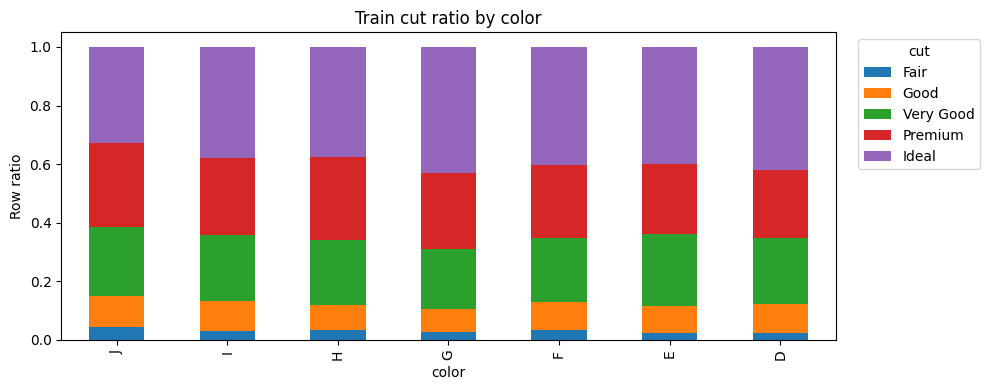 Train cut ratio by color
Row ratio
1.0
0.8
0.6
0.4
0.2
0.0
J
I
H
G
F
E
D
color
cut
Fair
Good
Very Good
Premium
Ideal